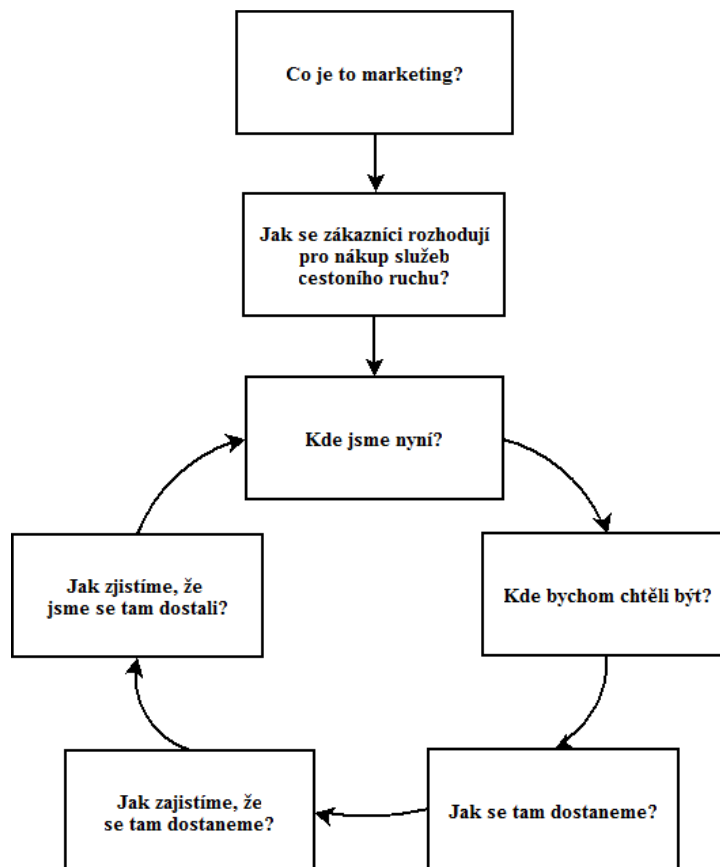 Co je to marketing?
Jak se zákazníci rozhodují
pro nákup služeb
cestoního ruchu?
Kde jsme nyní?
Kde bychom chtěli být?
Jak se tam dostaneme?
Jak zajistíme, že
se tam dostaneme?
Jak zjistíme, že
jsme se tam dostali?